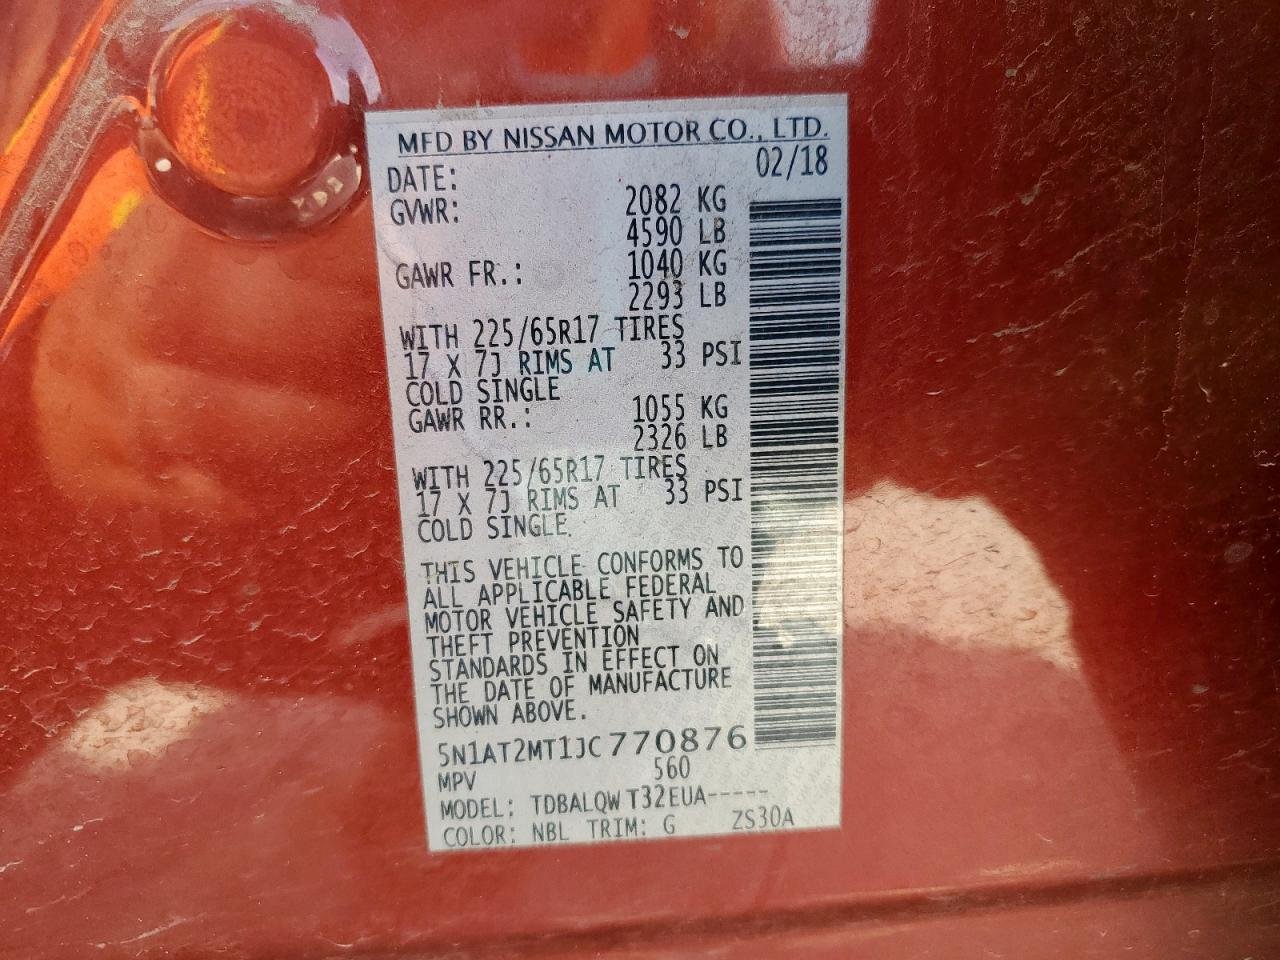 MFD BY NISSAN MOTOR CO., LTD.
DATE: 02/18
GVWR: 2082 KG
4590 LB
GAWR FR.: 1040 KG
2293 LB
WITH 225/65R17 TIRES
17 X 7J RIMS AT 33 PSI
COLD SINGLE
GAWR RR.: 1055 KG
2326 LB
WITH 225/65R17 TIRES
17 X 7J RIMS AT 33 PSI
COLD SINGLE.
THIS VEHICLE CONFORMS TO
ALL APPLICABLE FEDERAL
MOTOR VEHICLE SAFETY AND
THEFT PREVENTION
STANDARDS IN EFFECT ON
THE DATE OF MANUFACTURE
SHOWN ABOVE.
5N1AT2MT1JC770876
MPV 560
MODEL: TDBALQW T32EUA-----
COLOR: NBL TRIM: G ZS30A